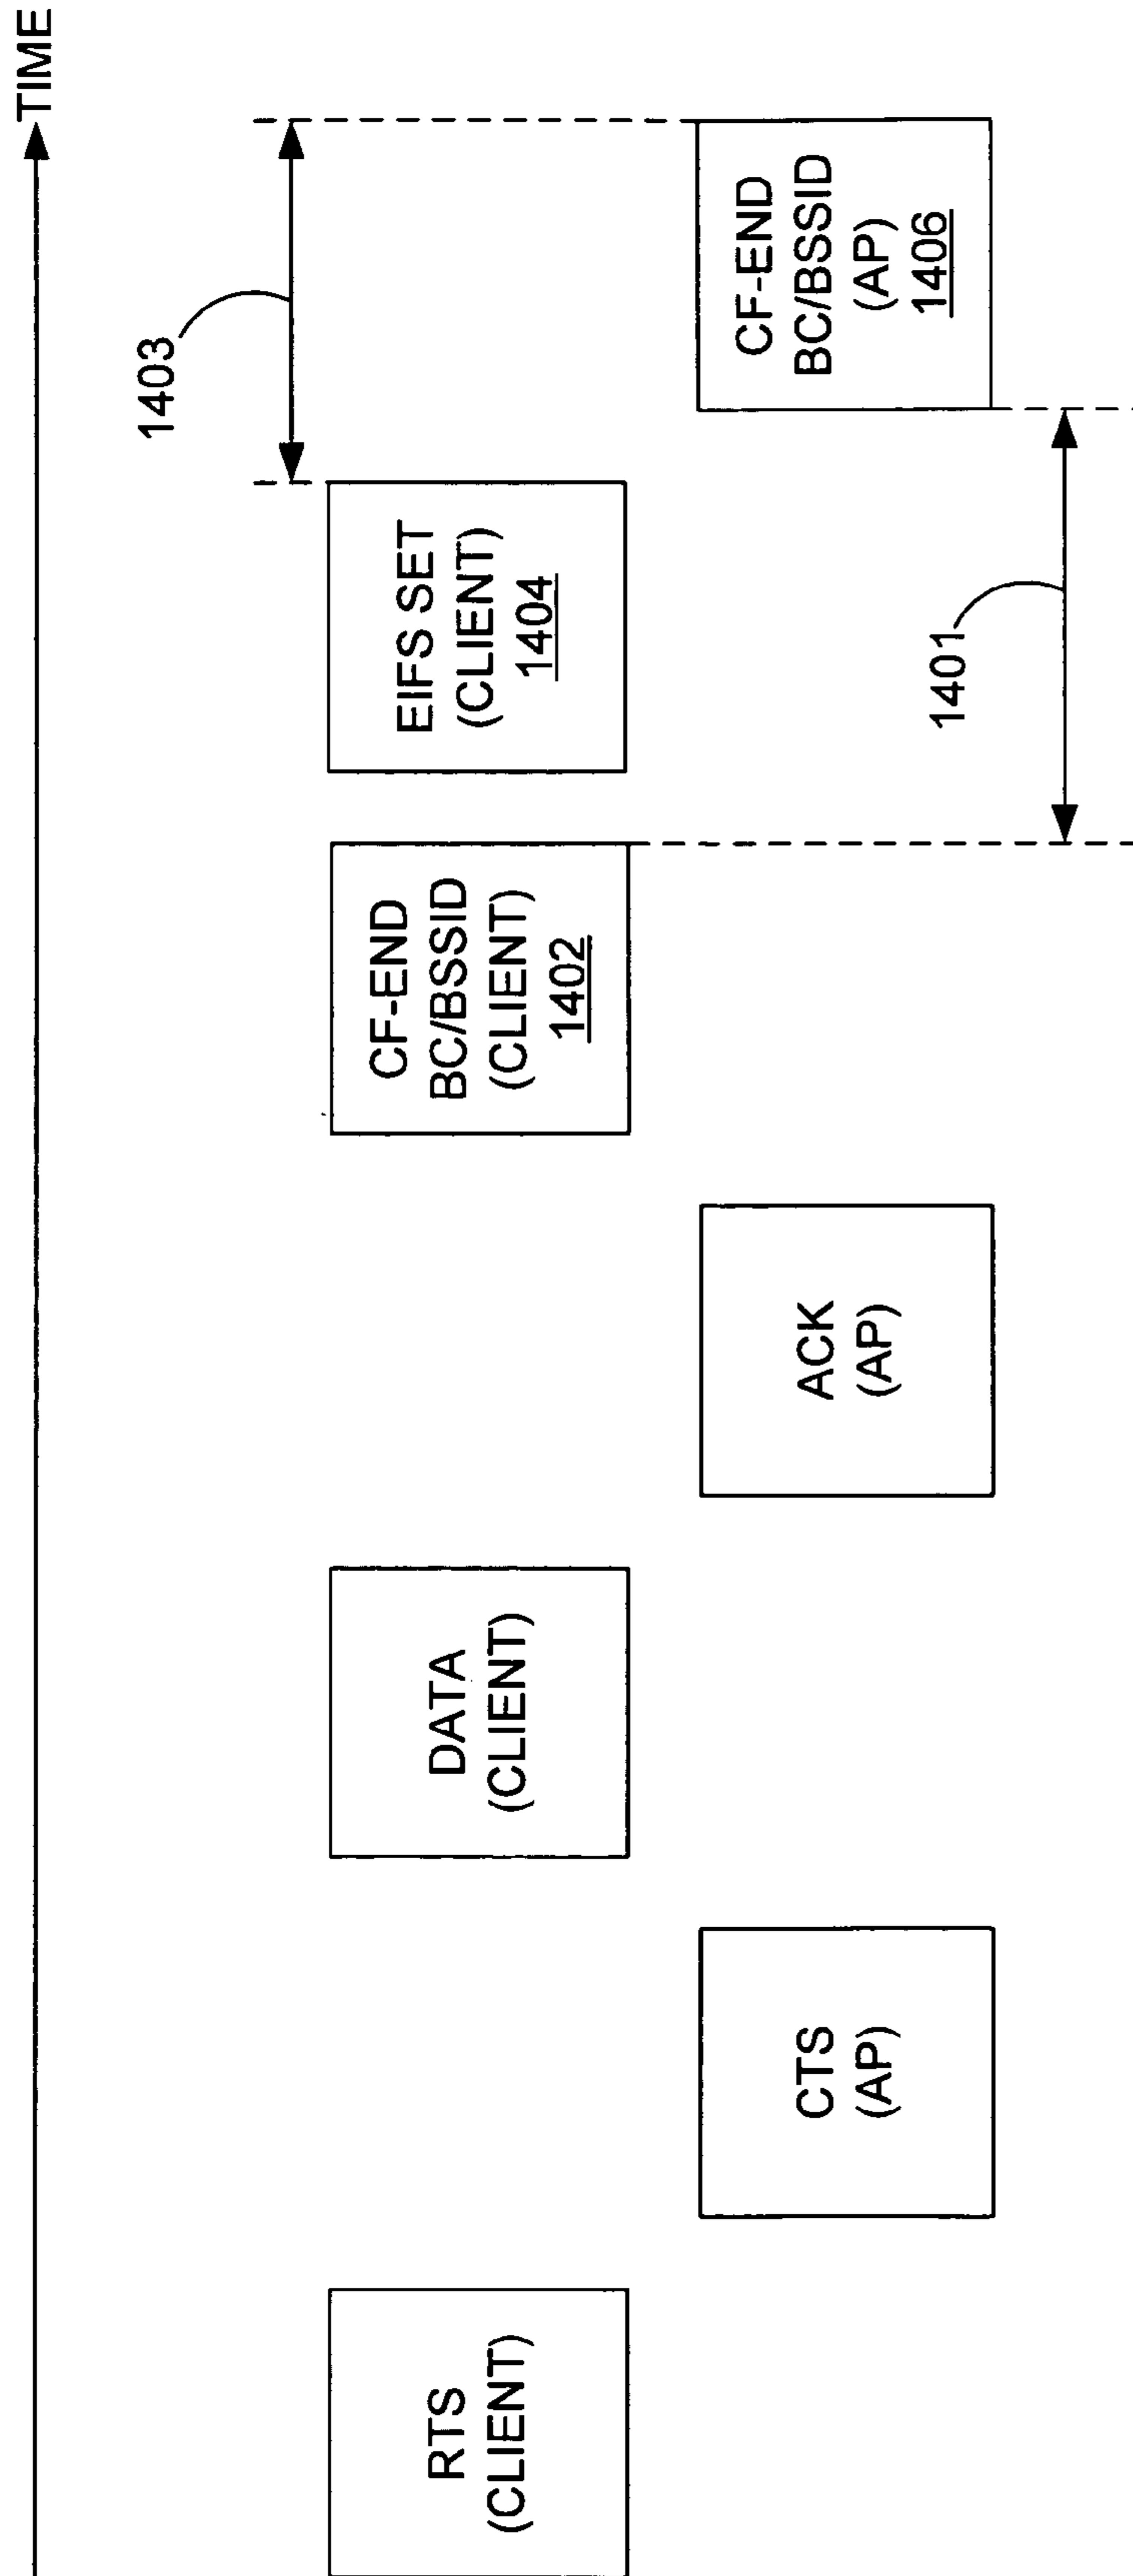 TIME
1403
RTS
(CLIENT)
DATA
(CLIENT)
CF-END
BC/BSSID
(CLIENT)
1402
EIFS SET
(CLIENT)
1404
CTS
(AP)
ACK
(AP)
CF-END
BC/BSSID
(AP)
1406
1401